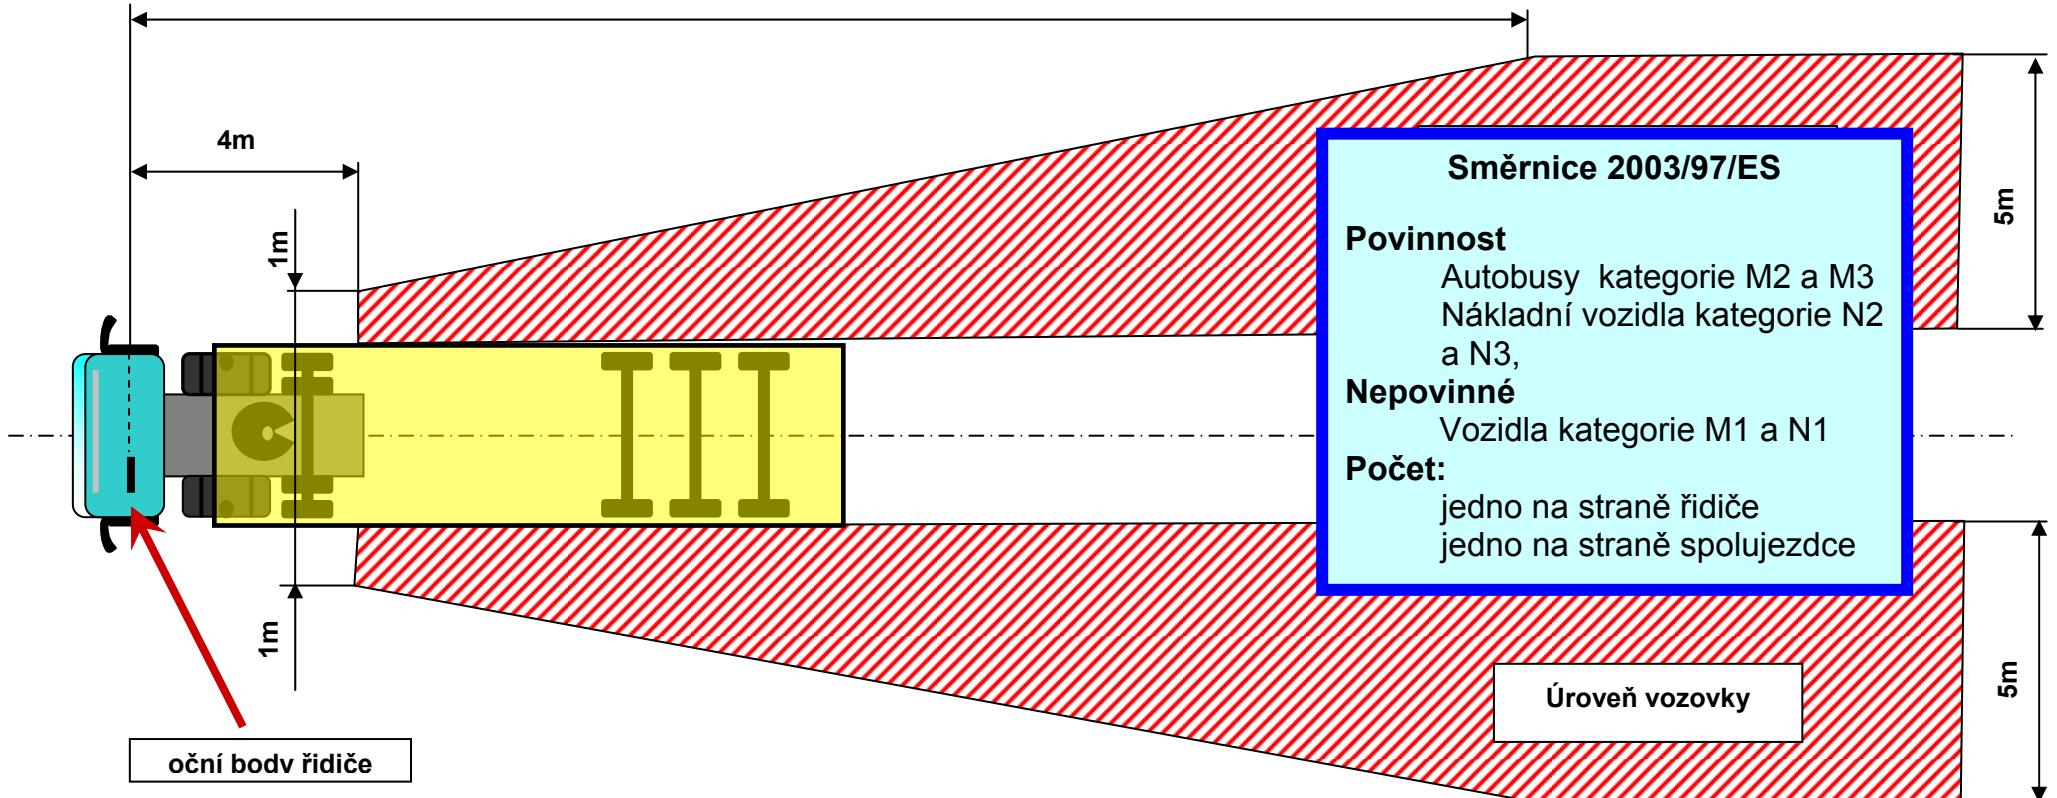 4m
1m
5m
Směrnice 2003/97/ES
Povinnost
Autobusy kategorie M2 a M3
Nákladní vozidla kategorie N2
a N3,
Nepovinné
Vozidla kategorie M1 a N1
Počet:
jedno na straně řidiče
jedno na straně spolujezdce
1m
5m
Úroveň vozovky
oční body řidiče